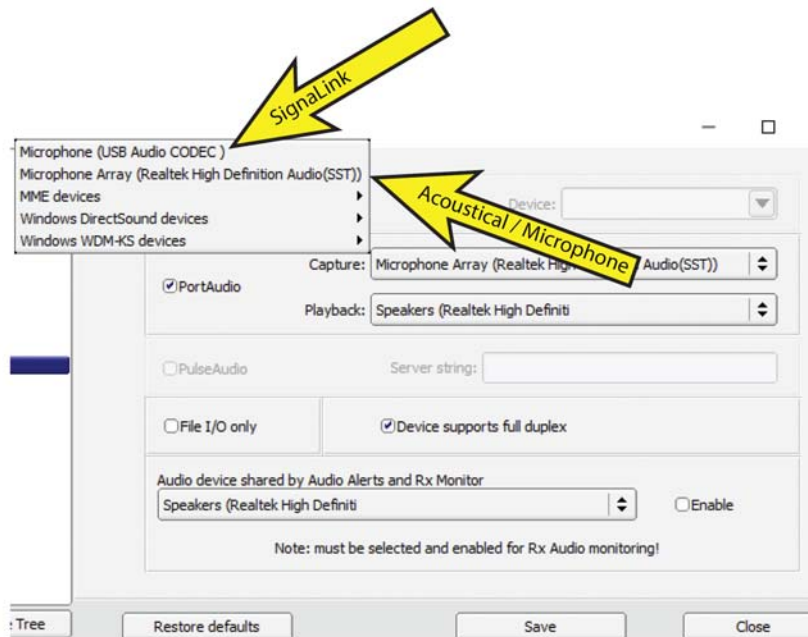 SignaLink
Microphone (USB Audio CODEC )
Microphone Array (Realtek High Definition Audio(SST))
MME devices
Windows DirectSound devices
Windows WDM-KS devices
Acoustical / Microphone
Device:
PortAudio
Capture: Microphone Array (Realtek High Audio(SST))
Playback: Speakers (Realtek High Definiti
PulseAudio Server string:
File I/O only Device supports full duplex
Audio device shared by Audio Alerts and Rx Monitor
Speakers (Realtek High Definiti Enable
Note: must be selected and enabled for Rx Audio monitoring!
Tree Restore defaults Save Close